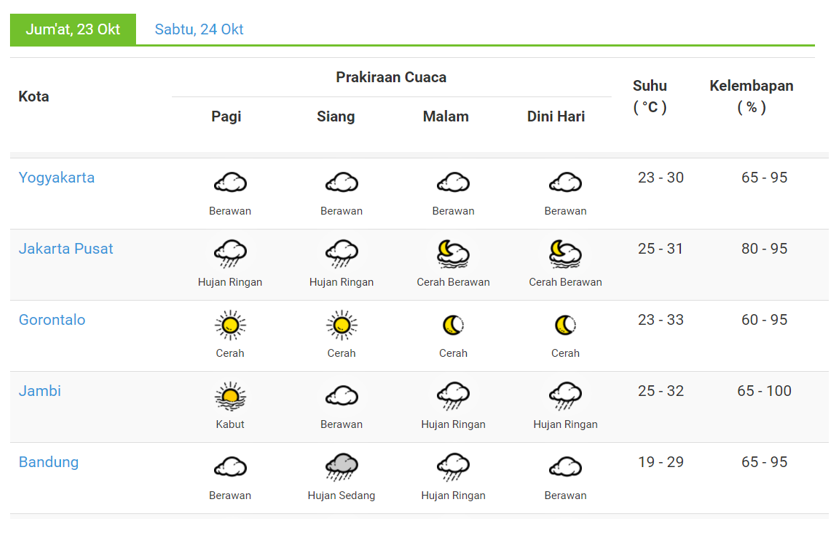 Jum'at, 23 Okt Sabtu, 24 Okt
Kota Prakiraan Cuaca Suhu ( °C ) Kelembapan ( % )
Pagi Siang Malam Dini Hari
Yogyakarta 23 - 30 65 - 95
Berawan Berawan Berawan Berawan
Jakarta Pusat 25 - 31 80 - 95
Hujan Ringan Hujan Ringan Cerah Berawan Cerah Berawan
Gorontalo 23 - 33 60 - 95
Cerah Cerah Cerah Cerah
Jambi 25 - 32 65 - 100
Kabut Berawan Hujan Ringan Hujan Ringan
Bandung 19 - 29 65 - 95
Berawan Hujan Sedang Hujan Ringan Berawan